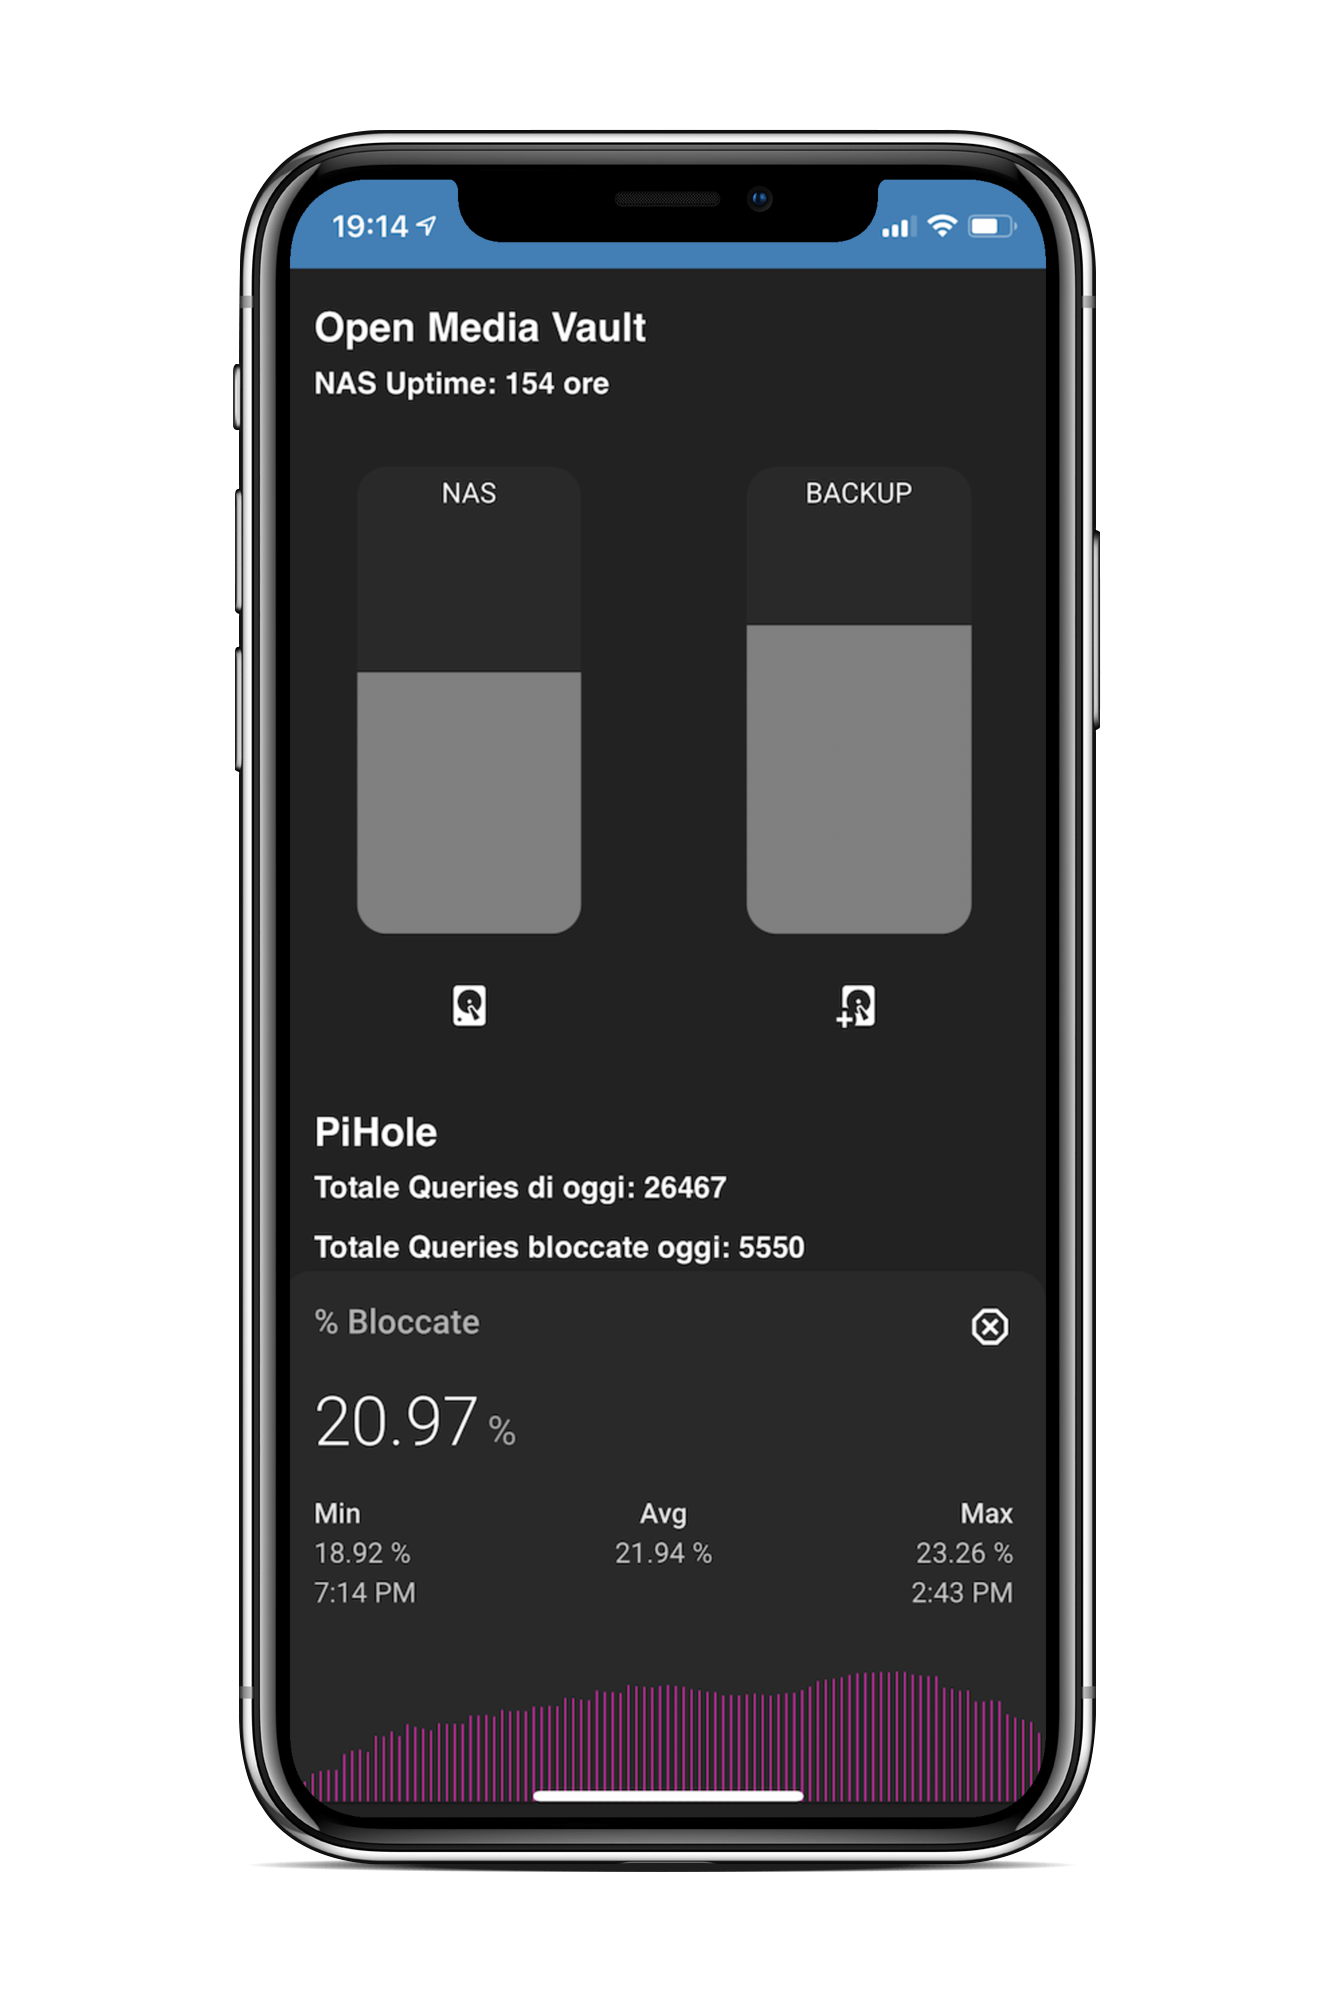 19:14
Open Media Vault
NAS Uptime: 154 ore
NAS BACKUP
PiHole
Totale Queries di oggi: 26467
Totale Queries bloccate oggi: 5550
% Bloccate
20.97 %
Min Avg Max
18.92 % 21.94 % 23.26 %
7:14 PM 2:43 PM